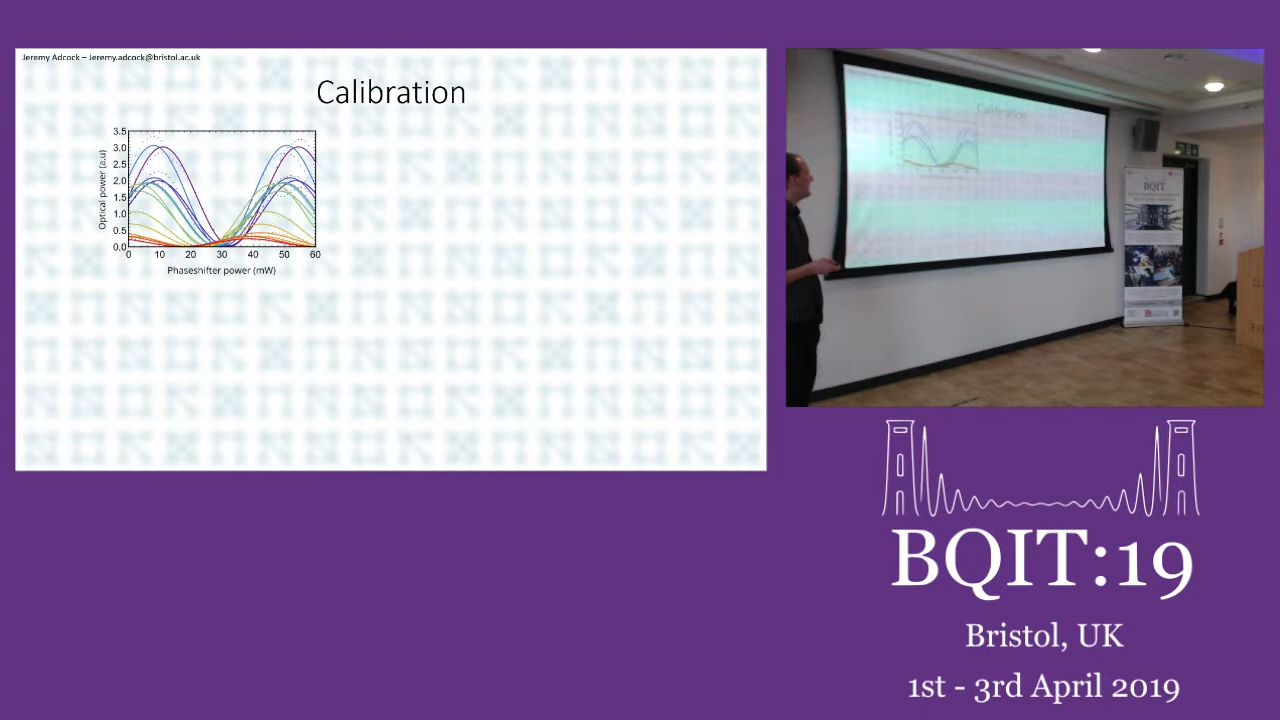 Jeremy Adcock – Jeremy.adcock@bristol.ac.uk
Calibration
3.5
3.0
2.5
2.0
1.5
1.0
0.5
0.0
Optical power (a.u)
0 10 20 30 40 50 60
Phaseshifter power (mW)
Calibration
BQIT
BQIT:19
Bristol, UK
1st - 3rd April 2019